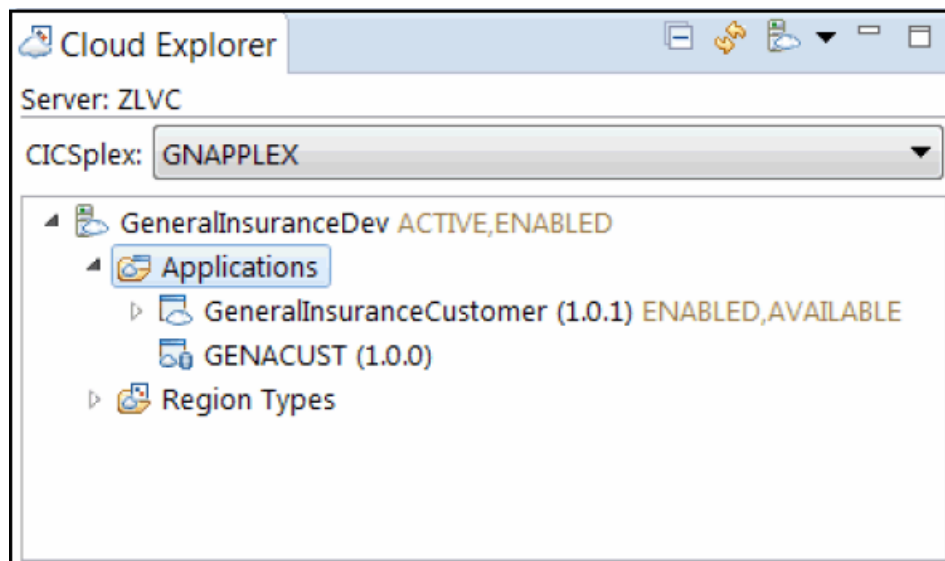 Cloud Explorer
Server: ZLVC
CICSplex: GNAPPLEX
GeneralInsuranceDev ACTIVE,ENABLED
Applications
GeneralInsuranceCustomer (1.0.1) ENABLED,AVAILABLE
GENACUST (1.0.0)
Region Types